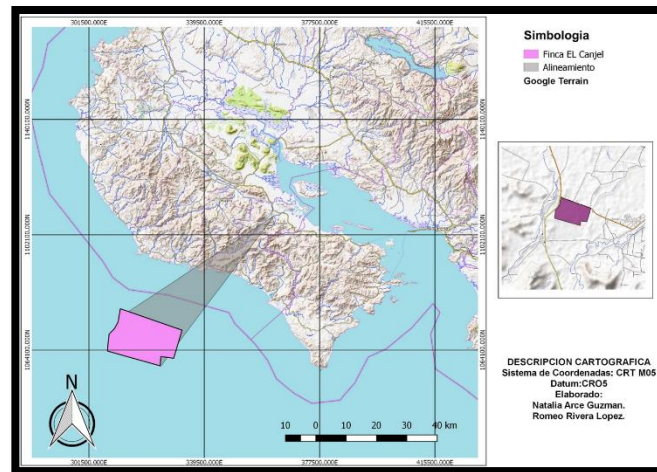 301500,000E 339500,000E 377500,000E 415500,000E
Simbologia
Finca EL Canjel
Alineamiento
Google Terrain
1140100,000N
1102100,000N
1064100,000N
N
10 0 10 20 30 40 km
301500,000E 339500,000E 377500,000E 415500,000E
DESCRIPCION CARTOGRAFICA
Sistema de Coordenadas: CRT M05
Datum:CRO5
Elaborado:
Natalia Arce Guzman.
Romeo Rivera Lopez.